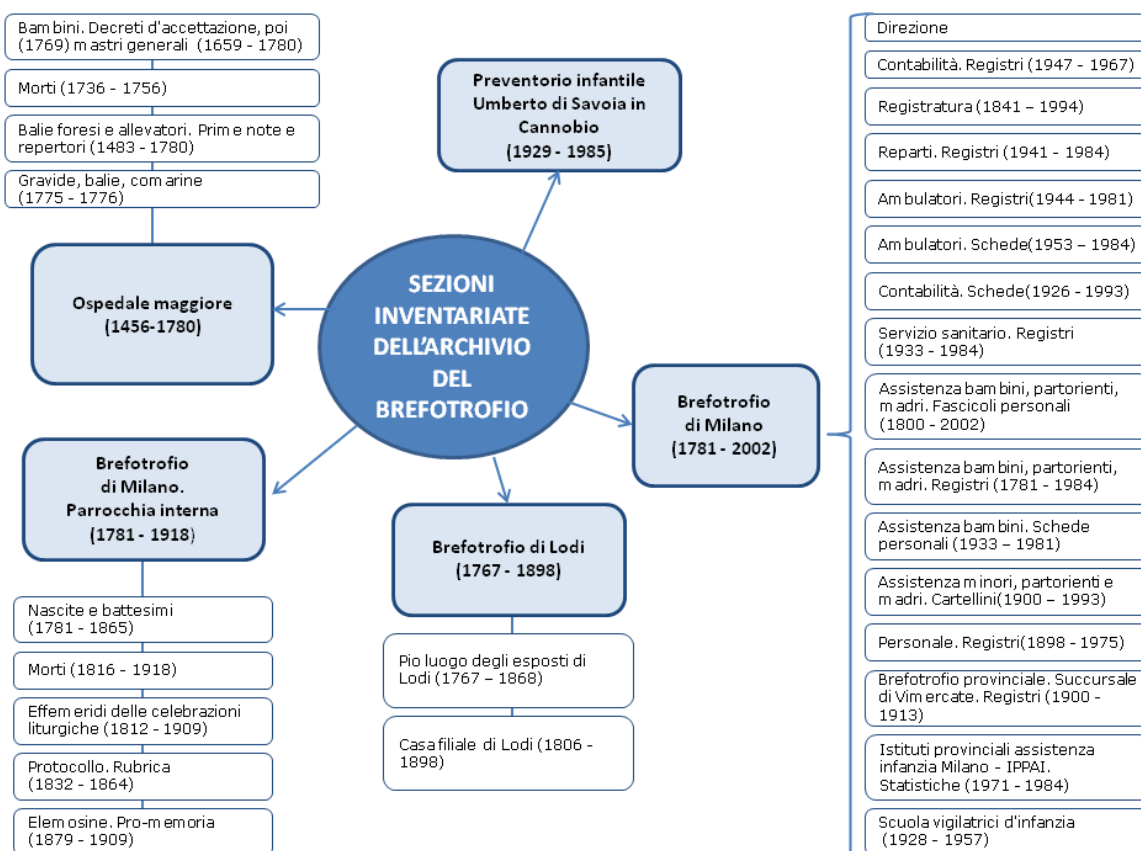 Bambini. Decreti d'accettazione, poi
(1769) mastri generali (1659 - 1780)
Morti (1736 - 1756)
Balie foresi e allevatori. Prime note e
repertori (1483 - 1780)
Gravide, balie, comarine
(1775 - 1776)
Ospedale maggiore
(1456-1780)
Preventorio infantile
Umberto di Savoia in
Cannobio
(1929 - 1985)
SEZIONI
INVENTARIATE
DELL'ARCHIVIO
DEL
BREFOTROFIO
Brefotrofio
di Milano.
Parrocchia interna
(1781 - 1918)
Nascite e battesimi
(1781 - 1865)
Morti (1816 - 1918)
Effemeridi delle celebrazioni
liturgiche (1812 - 1909)
Protocollo. Rubrica
(1832 - 1864)
Elemosine. Pro-memoria
(1879 - 1909)
Brefotrofio di Lodi
(1767 - 1898)
Pio luogo degli esposti di
Lodi (1767 – 1868)
Casa filiale di Lodi (1806 -
1898)
Brefotrofio
di Milano
(1781 - 2002)
Direzione
Contabilità. Registri (1947 - 1967)
Registratura (1841 – 1994)
Reparti. Registri (1941 - 1984)
Ambulatori. Registri(1944 - 1981)
Ambulatori. Schede(1953 – 1984)
Contabilità. Schede(1926 - 1993)
Servizio sanitario. Registri
(1933 - 1984)
Assistenza bambini, partorienti,
madri. Fascicoli personali
(1800 - 2002)
Assistenza bambini, partorienti,
madri. Registri (1781 - 1984)
Assistenza bambini. Schede
personali (1933 – 1981)
Assistenza minori, partorienti e
madri. Cartellini(1900 – 1993)
Personale. Registri(1898 - 1975)
Brefotrofio provinciale. Succursale
di Vimercate. Registri (1900 -
1913)
Istituti provinciali assistenza
infanzia Milano - IPPAI.
Statistiche (1971 - 1984)
Scuola vigilatrici d'infanzia
(1928 - 1957)